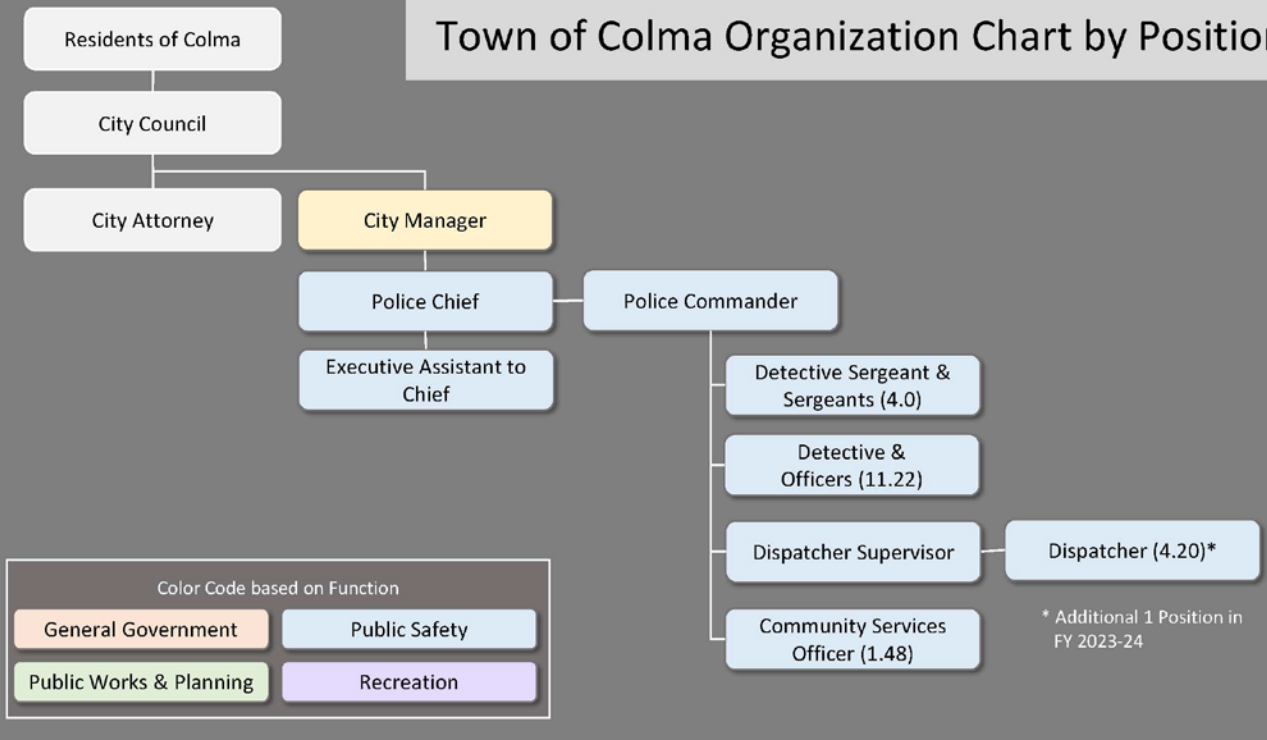 Town of Colma Organization Chart by Position
Residents of Colma
City Council
City Attorney
City Manager
Police Chief
Police Commander
Executive Assistant to
Chief
Detective Sergeant &
Sergeants (4.0)
Detective &
Officers (11.22)
Dispatcher Supervisor
Dispatcher (4.20)*
Community Services
Officer (1.48)
* Additional 1 Position in
FY 2023-24
Color Code based on Function
General Government
Public Safety
Public Works & Planning
Recreation